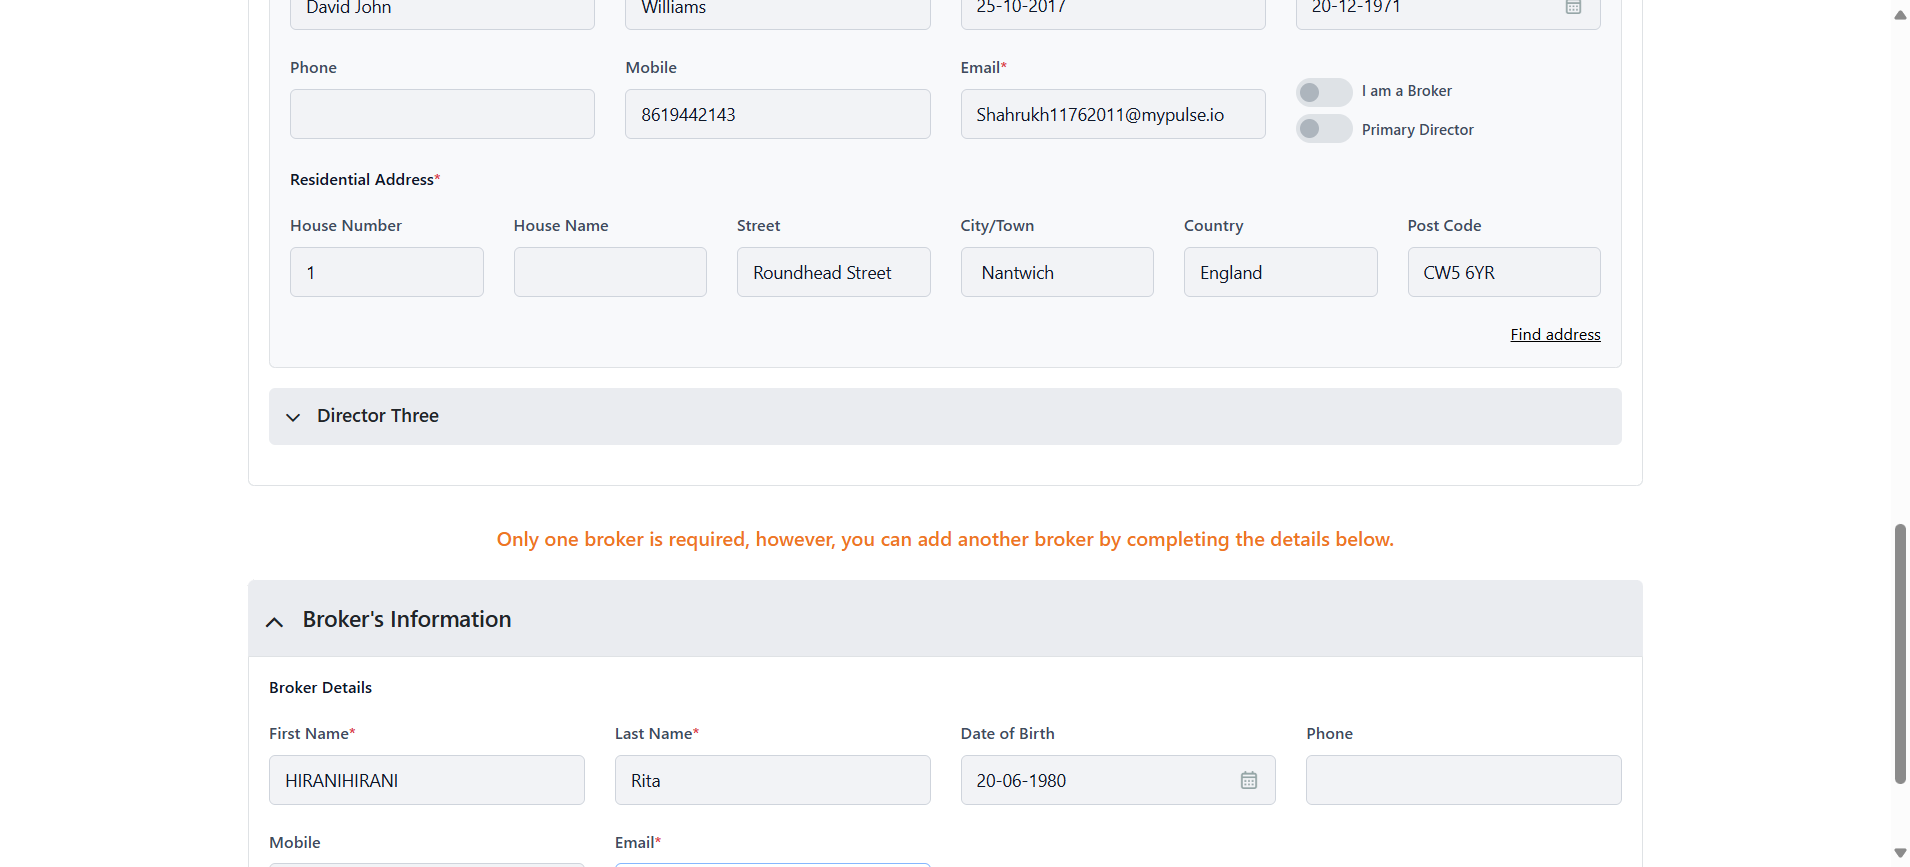 David John
Williams
25-10-2017
20-12-1971
Phone
Mobile
Email*
8619442143
Shahrukh11762011@mypulse.io
I am a Broker
Primary Director
Residential Address*
House Number
House Name
Street
City/Town
Country
Post Code
1
Roundhead Street
Nantwich
England
CW5 6YR
Find address
Director Three
Only one broker is required, however, you can add another broker by completing the details below.
Broker's Information
Broker Details
First Name*
Last Name*
Date of Birth
Phone
HIRANIHIRANI
Rita
20-06-1980
Mobile
Email*